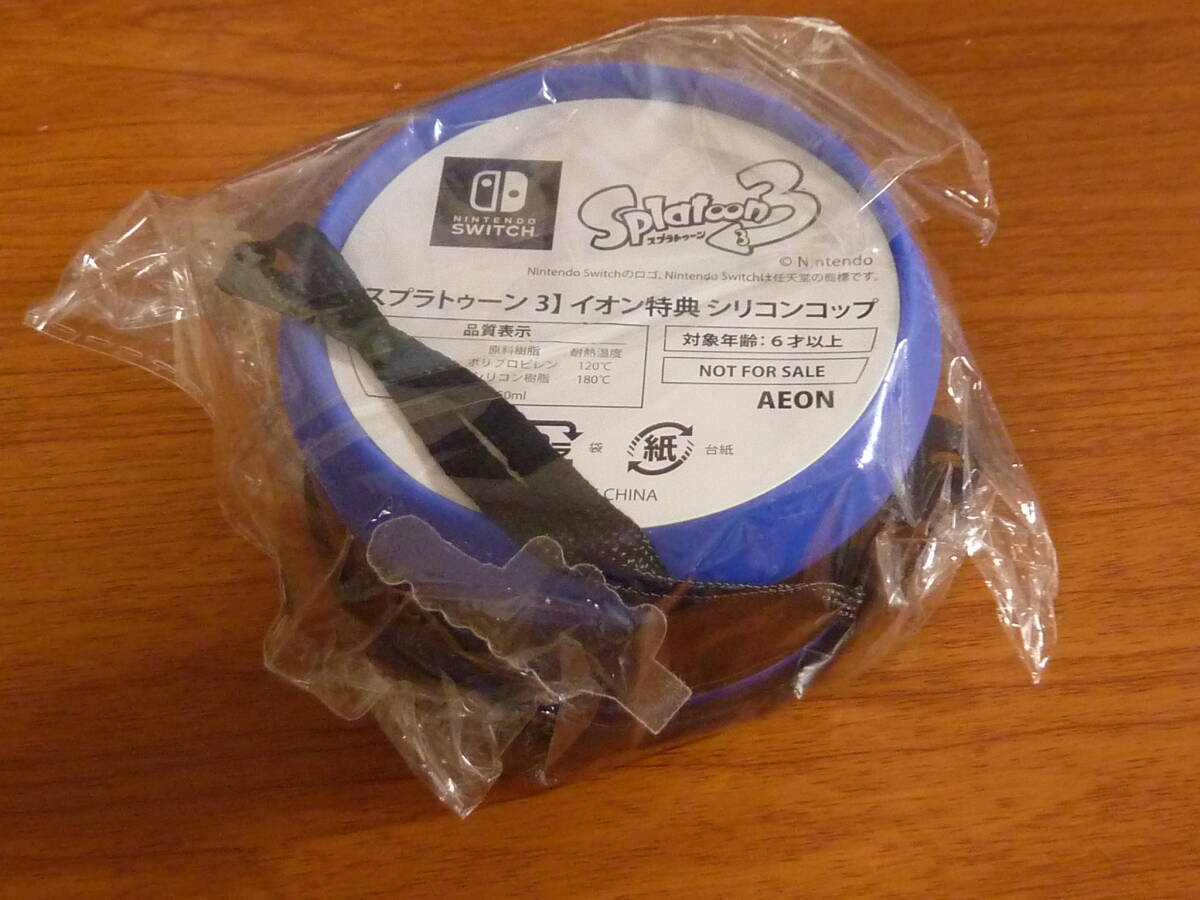 NINTENDO
SWITCH
Splatoon3
スプラトゥーン3
© Nintendo
Nintendo Switchのロゴ、Nintendo Switchは任天堂の商標です。
スプラトゥーン 3】イオン特典 シリコンコップ
品質表示
原料樹脂 耐熱温度
ポリプロピレン 120℃
シリコン樹脂 180℃
50ml
対象年齢:6才以上
NOT FOR SALE
AEON
袋
紙 台紙
CHINA